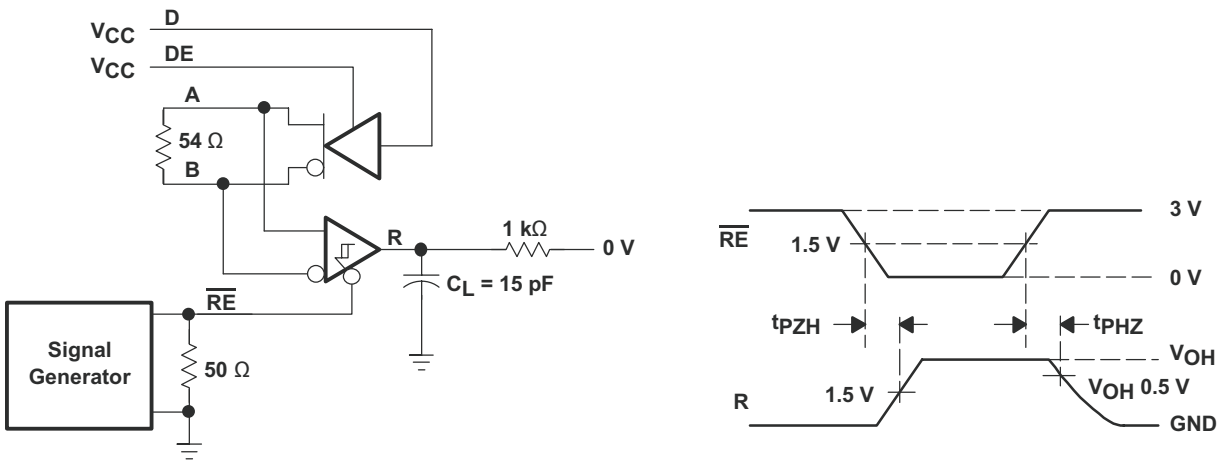 VCC D
VCC DE
A
54 Ω
B
R
1 kΩ
0 V
CL = 15 pF
RE
Signal
Generator
50 Ω
RE
3 V
1.5 V
0 V
tPZH
tPHZ
VOH
1.5 V
VOH 0.5 V
R
GND